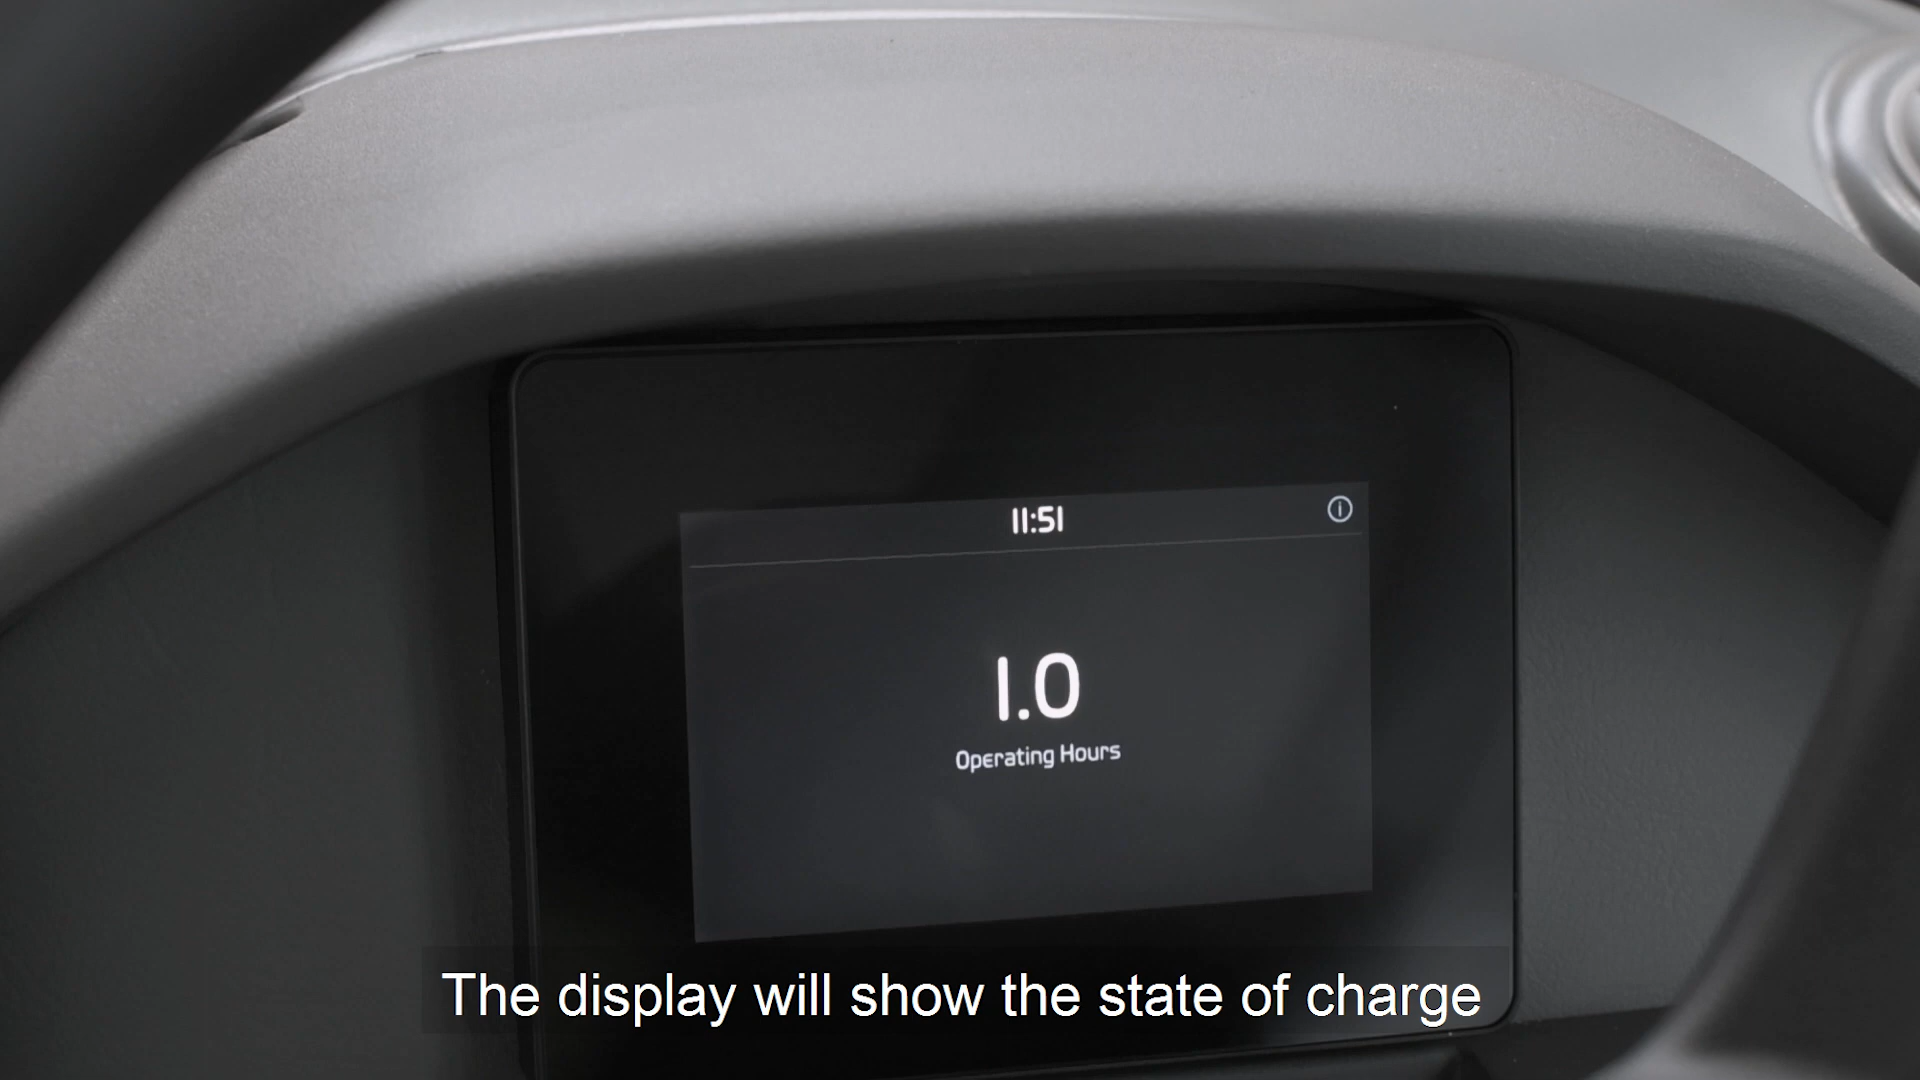 11:51
1.0
Operating Hours
The display will show the state of charge